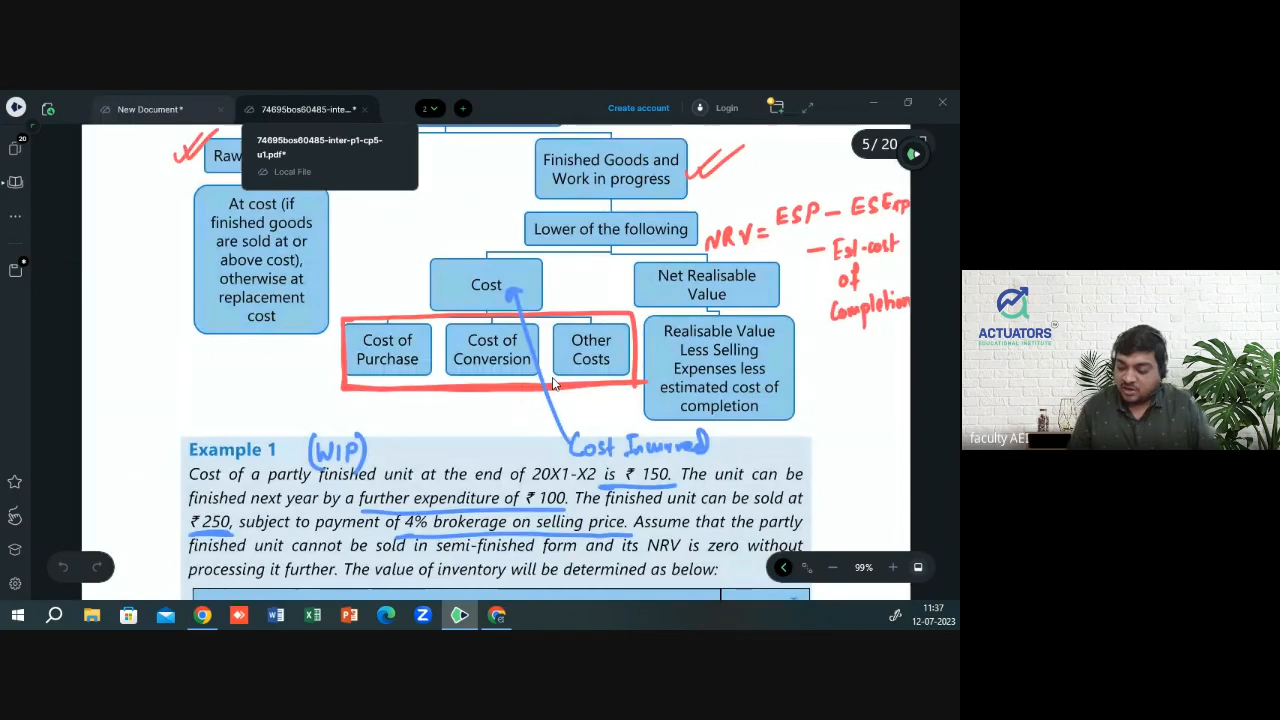 New Document*
74695bos60485-inte...*
2
Create account
Login
74695bos60485-inter-p1-cp5-
u1.pdf*
Local File
20
5/ 20
Raw
Finished Goods and
Work in progress
At cost (if
finished goods
are sold at or
above cost),
otherwise at
replacement
cost
Lower of the following
NRV = ESP - ESExp
- Est. cost
of
Completion
Cost
Net Realisable
Value
Cost of
Purchase
Cost of
Conversion
Other
Costs
Realisable Value
Less Selling
Expenses less
estimated cost of
completion
Example 1
(WIP)
Cost Incurred
Cost of a partly finished unit at the end of 20X1-X2 is ₹ 150. The unit can be
finished next year by a further expenditure of ₹ 100. The finished unit can be sold at
₹ 250, subject to payment of 4% brokerage on selling price. Assume that the partly
finished unit cannot be sold in semi-finished form and its NRV is zero without
processing it further. The value of inventory will be determined as below:
99%
11:37
12-07-2023
ACTUATORS
EDUCATIONAL INSTITUTE
faculty AEI